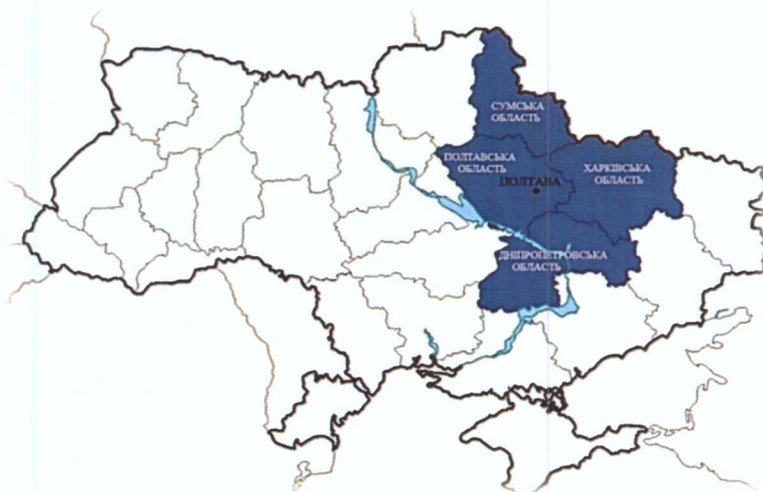 СУМСЬКА
ОБЛАСТЬ
ПОЛТАВСЬКА
ОБЛАСТЬ
ХАРКІВСЬКА
ОБЛАСТЬ
ПОЛТАВА
ДНІПРОПЕТРОВСЬКА
ОБЛАСТЬ